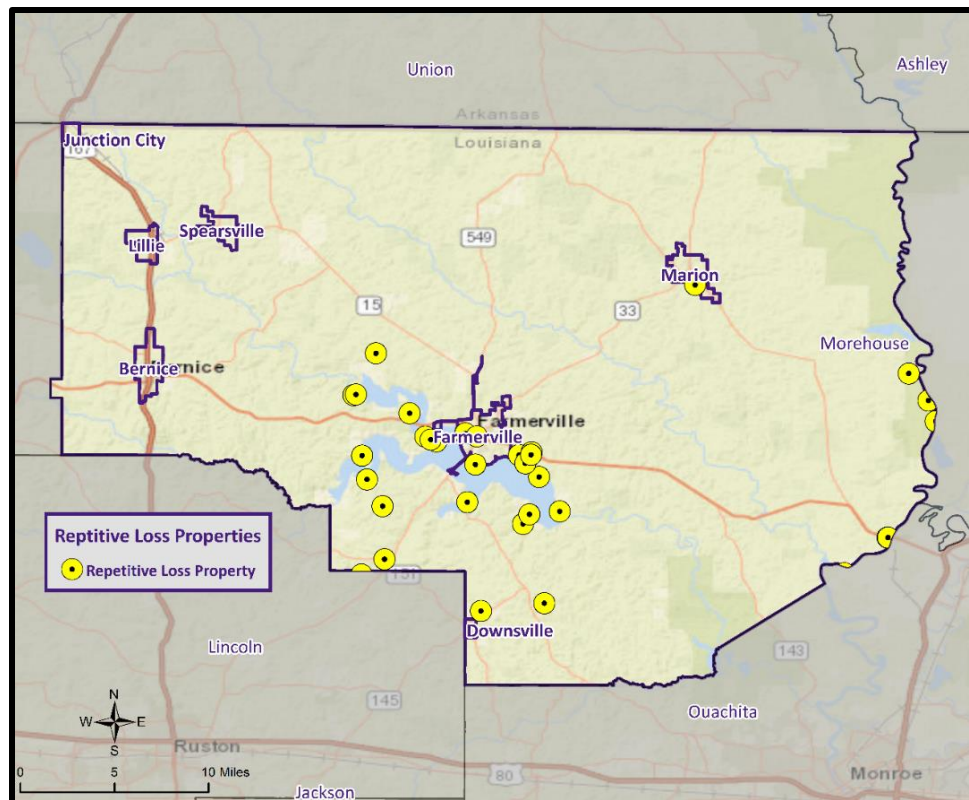 Union
Ashley
Arkansas
Louisiana
Junction City
Spearsville
Lillie
549
Marion
15
33
Morehouse
Bernice
Farmerville
Farmerville
Reptitive Loss Properties
Repetitive Loss Property
Downsville
Lincoln
143
145
Ouachita
N
W E
S
Ruston
0 5 10 Miles
80
Monroe
Jackson